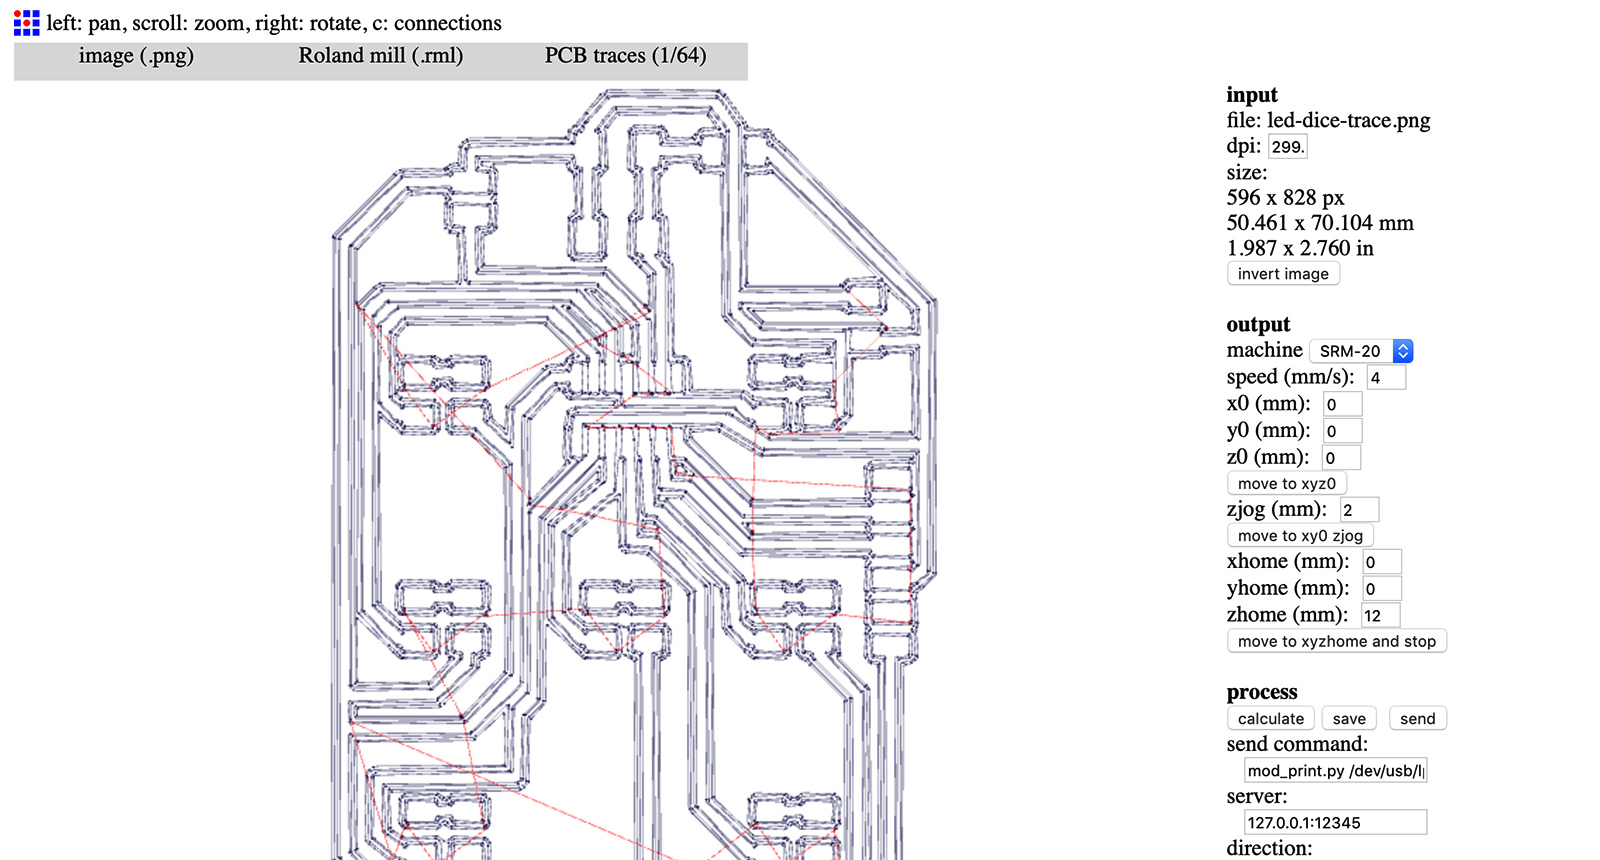 left: pan, scroll: zoom, right: rotate, c: connections
image (.png) Roland mill (.rml) PCB traces (1/64)
input
file: led-dice-trace.png
dpi: 299.
size:
596 x 828 px
50.461 x 70.104 mm
1.987 x 2.760 in
invert image
output
machine SRM-20
speed (mm/s): 4
x0 (mm): 0
y0 (mm): 0
z0 (mm): 0
move to xyz0
zjog (mm): 2
move to xy0 zjog
xhome (mm): 0
yhome (mm): 0
zhome (mm): 12
move to xyzhome and stop
process
calculate save send
send command:
mod_print.py /dev/usb/l
server:
127.0.0.1:12345
direction: